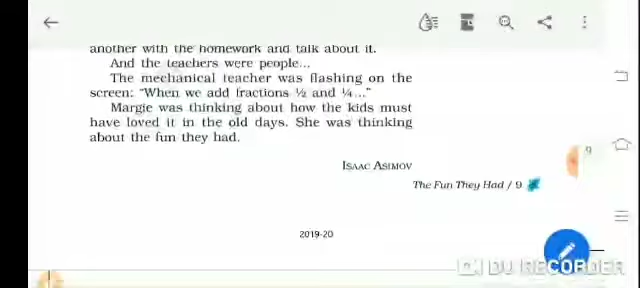 another with the homework and talk about it.
And the teachers were people...
The mechanical teacher was flashing on the
screen: “When we add fractions ½ and ¼...”
Margie was thinking about how the kids must
have loved it in the old days. She was thinking
about the fun they had.
ISAAC ASIMOV
9
The Fun They Had / 9
2019-20
DU RECORDER